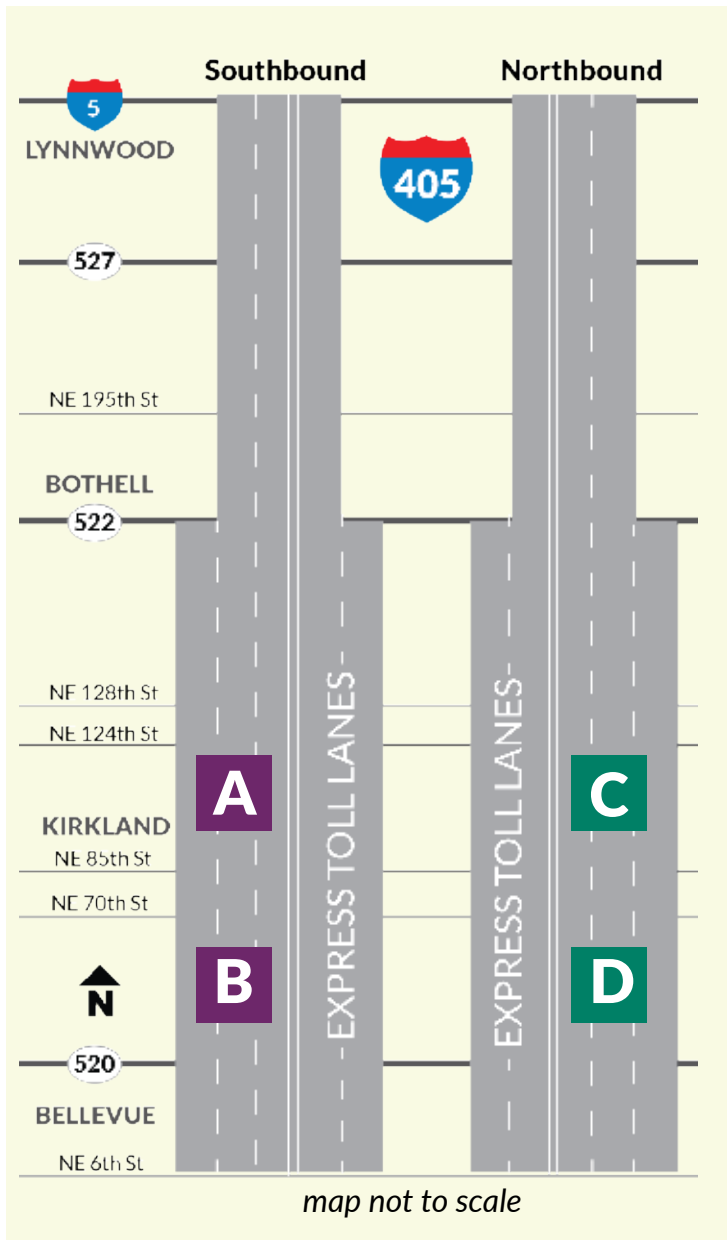 Southbound
Northbound
5
LYNNWOOD
405
527
NE 195th St
BOTHELL
522
NE 128th St
NE 124th St
A
C
KIRKLAND
NE 85th St
NE 70th St
EXPRESS TOLL LANES
EXPRESS TOLL LANES
B
D
N
520
BELLEVUE
NE 6th St
map not to scale